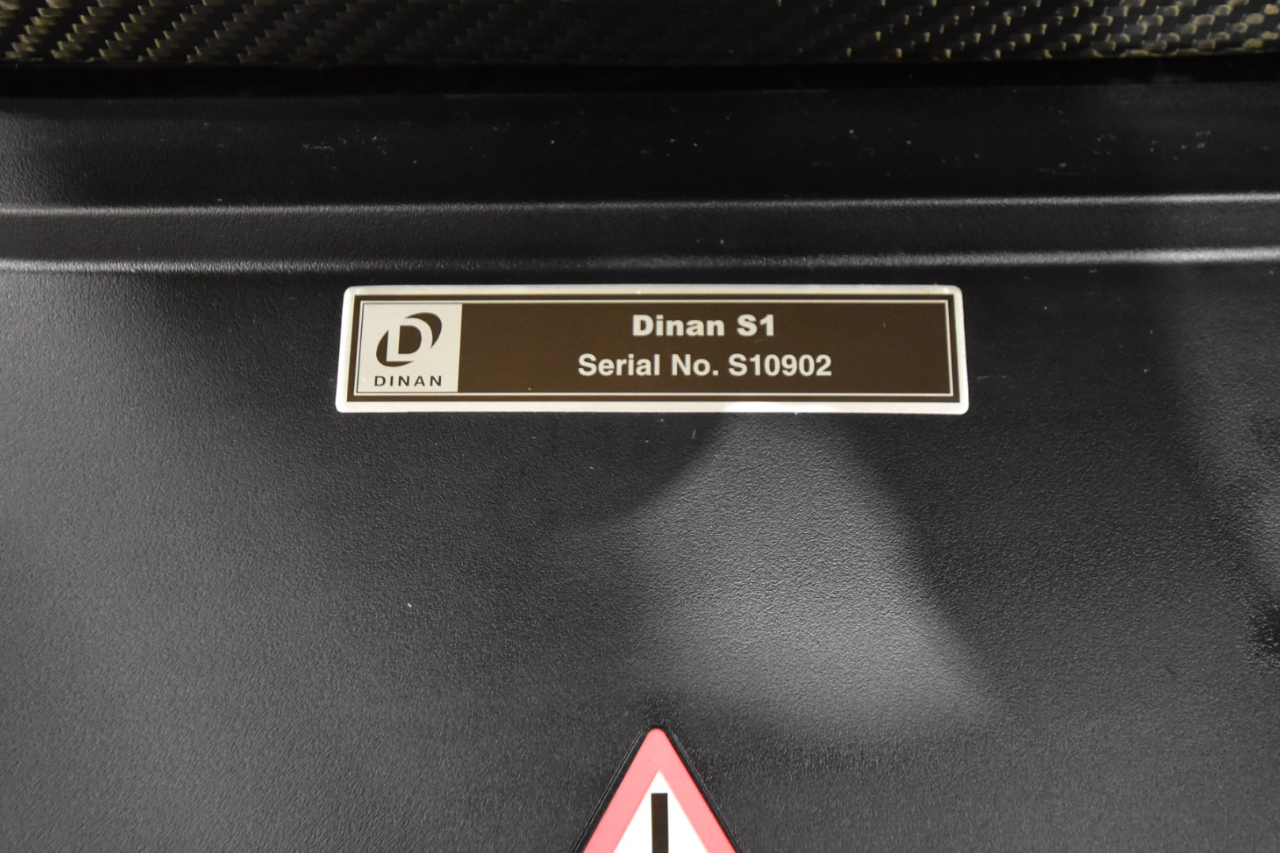 DINAN
Dinan S1
Serial No. S10902